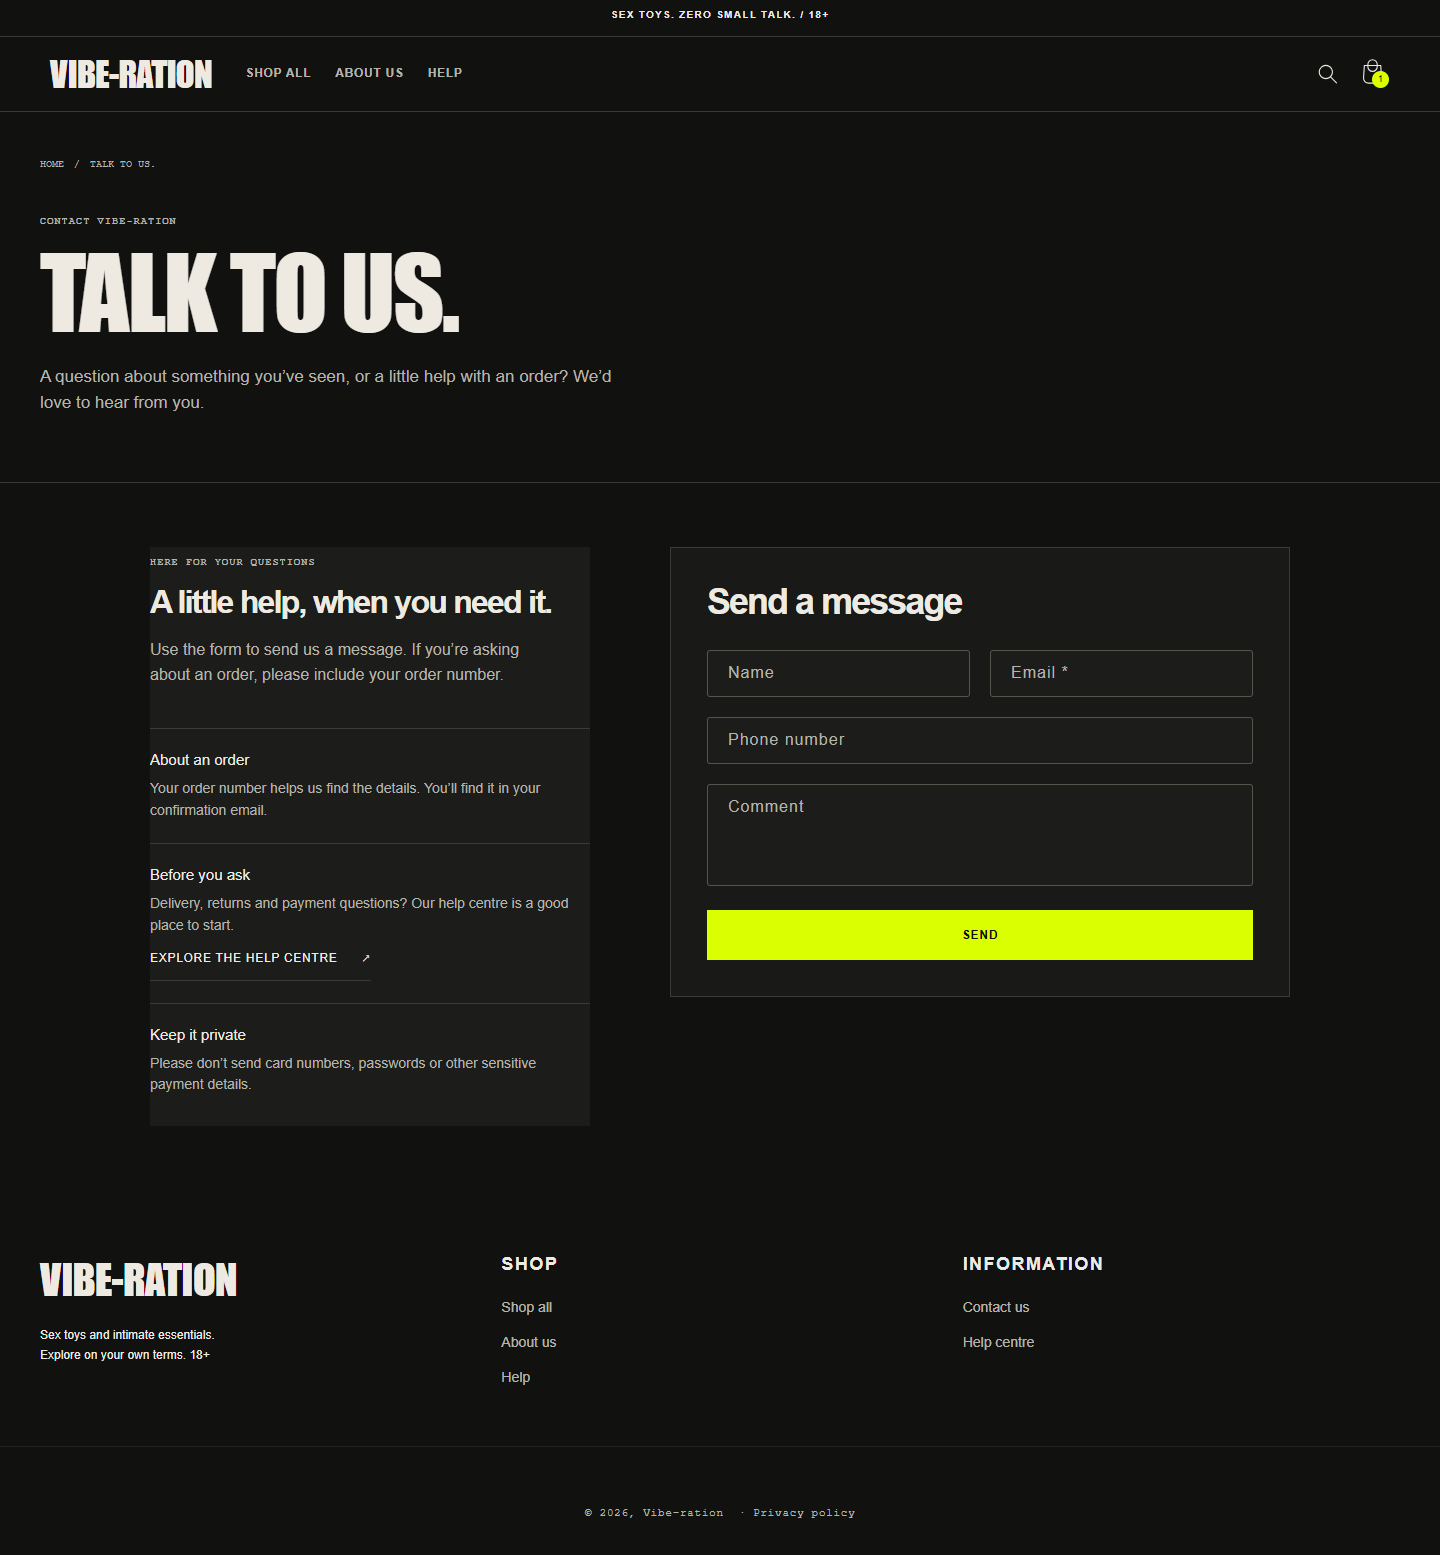 SEX TOYS. ZERO SMALL TALK. / 18+
VIBE-RATION
SHOP ALL
ABOUT US
HELP
1
HOME / TALK TO US.
CONTACT VIBE-RATION
TALK TO US.
A question about something you’ve seen, or a little help with an order? We’d
love to hear from you.
HERE FOR YOUR QUESTIONS
A little help, when you need it.
Use the form to send us a message. If you’re asking
about an order, please include your order number.
About an order
Your order number helps us find the details. You’ll find it in your
confirmation email.
Before you ask
Delivery, returns and payment questions? Our help centre is a good
place to start.
EXPLORE THE HELP CENTRE ↗
Keep it private
Please don’t send card numbers, passwords or other sensitive
payment details.
Send a message
Name
Email *
Phone number
Comment
SEND
VIBE-RATION
Sex toys and intimate essentials.
Explore on your own terms. 18+
SHOP
Shop all
About us
Help
INFORMATION
Contact us
Help centre
© 2026, Vibe-ration · Privacy policy